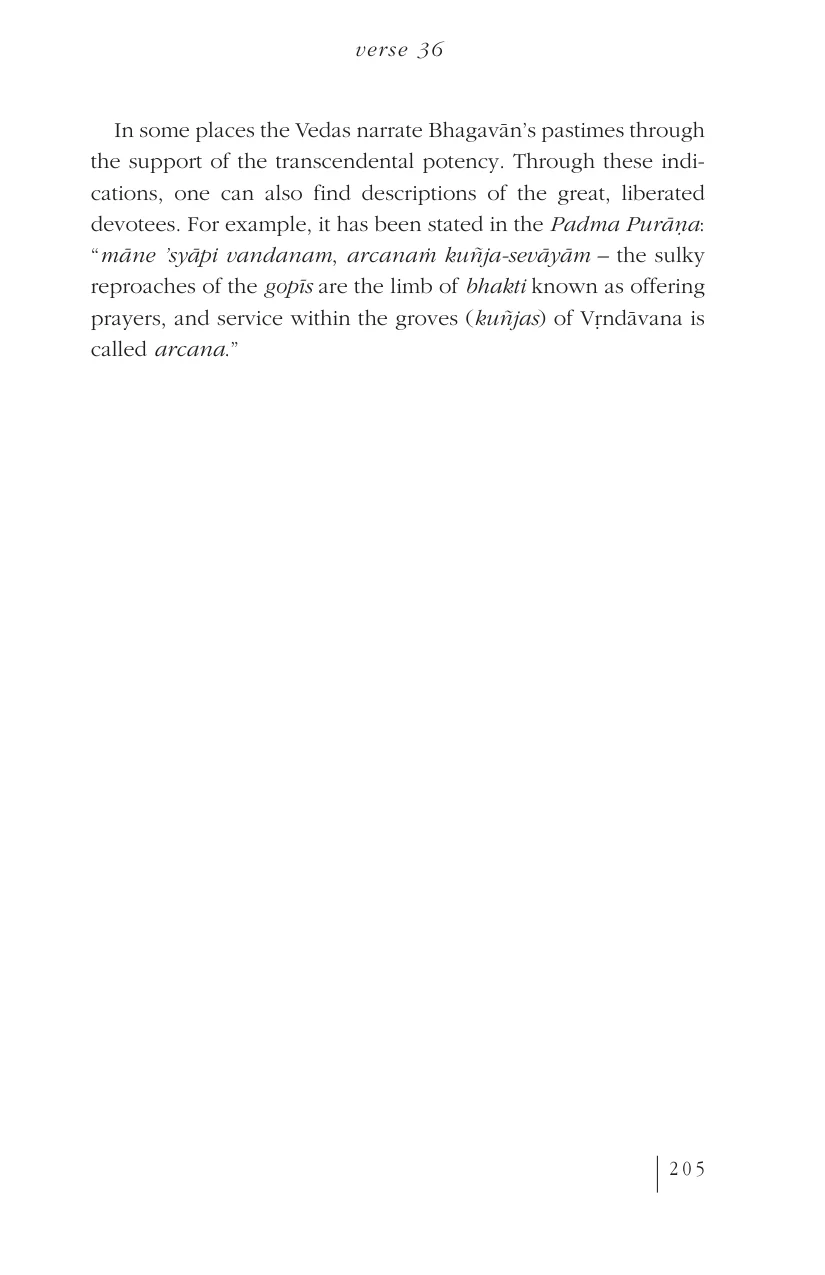 verse 36
In some places the Vedas narrate Bhagavān’s pastimes through
the support of the transcendental potency. Through these indi-
cations, one can also find descriptions of the great, liberated
devotees. For example, it has been stated in the Padma Purāṇa:
“māne ’syāpi vandanam, arcanaṁ kuñja-sevāyām – the sulky
reproaches of the gopīs are the limb of bhakti known as offering
prayers, and service within the groves (kuñjas) of Vṛndāvana is
called arcana.”
205